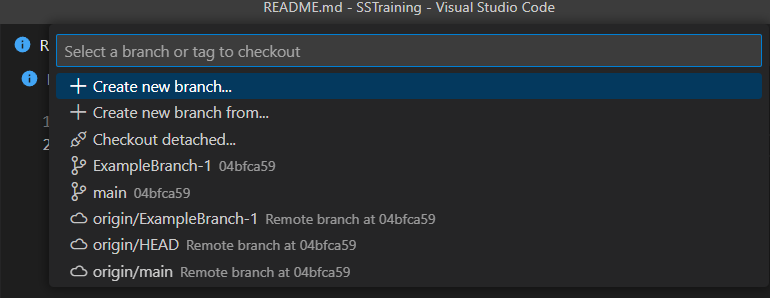 README.md - SSTraining - Visual Studio Code
R
Select a branch or tag to checkout
Create new branch...
Create new branch from...
1
Checkout detached...
2
ExampleBranch-1 04bfca59
main 04bfca59
origin/ExampleBranch-1 Remote branch at 04bfca59
origin/HEAD Remote branch at 04bfca59
origin/main Remote branch at 04bfca59